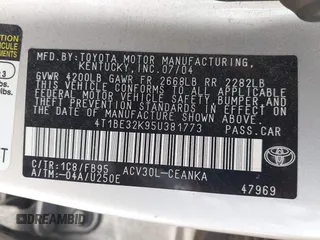 MFD. BY: TOYOTA MOTOR MANUFACTURING,
KENTUCKY, INC. 07/04
GVWR 4200LB GAWR FR 2668LB RR 2282LB
THIS VEHICLE CONFORMS TO ALL APPLICABLE
FEDERAL MOTOR VEHICLE SAFETY, BUMPER, AND
THEFT PREVENTION STANDARDS IN EFFECT ON
THE DATE OF MANUFACTURE SHOWN ABOVE.
4T1BE32K95U381773 PASS.CAR
C/TR:1C8/FB95 ACV30L-CEANKA
A/TM:-04A/U250E
TOYOTA
47969
DREAMBID